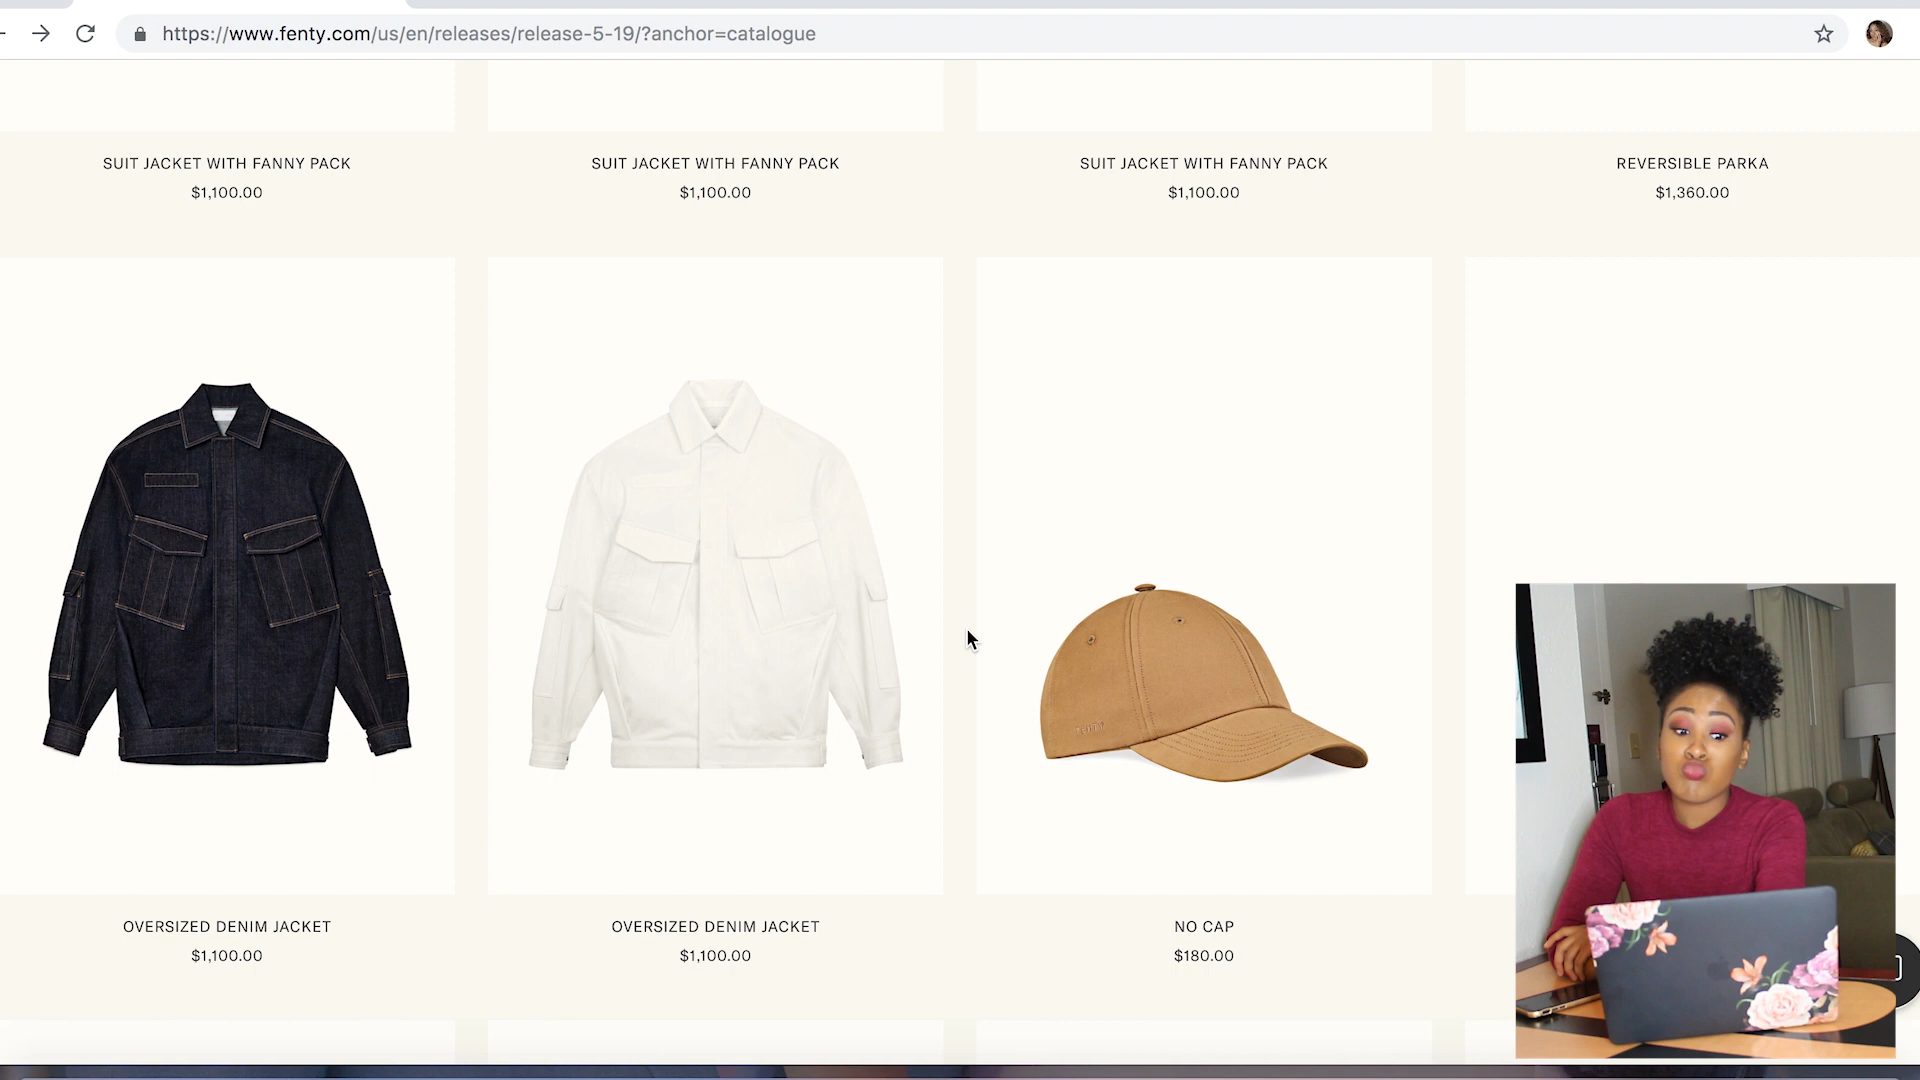 https://www.fenty.com/us/en/releases/release-5-19/?anchor=catalogue
SUIT JACKET WITH FANNY PACK
$1,100.00
SUIT JACKET WITH FANNY PACK
$1,100.00
SUIT JACKET WITH FANNY PACK
$1,100.00
REVERSIBLE PARKA
$1,360.00
OVERSIZED DENIM JACKET
$1,100.00
OVERSIZED DENIM JACKET
$1,100.00
NO CAP
$180.00